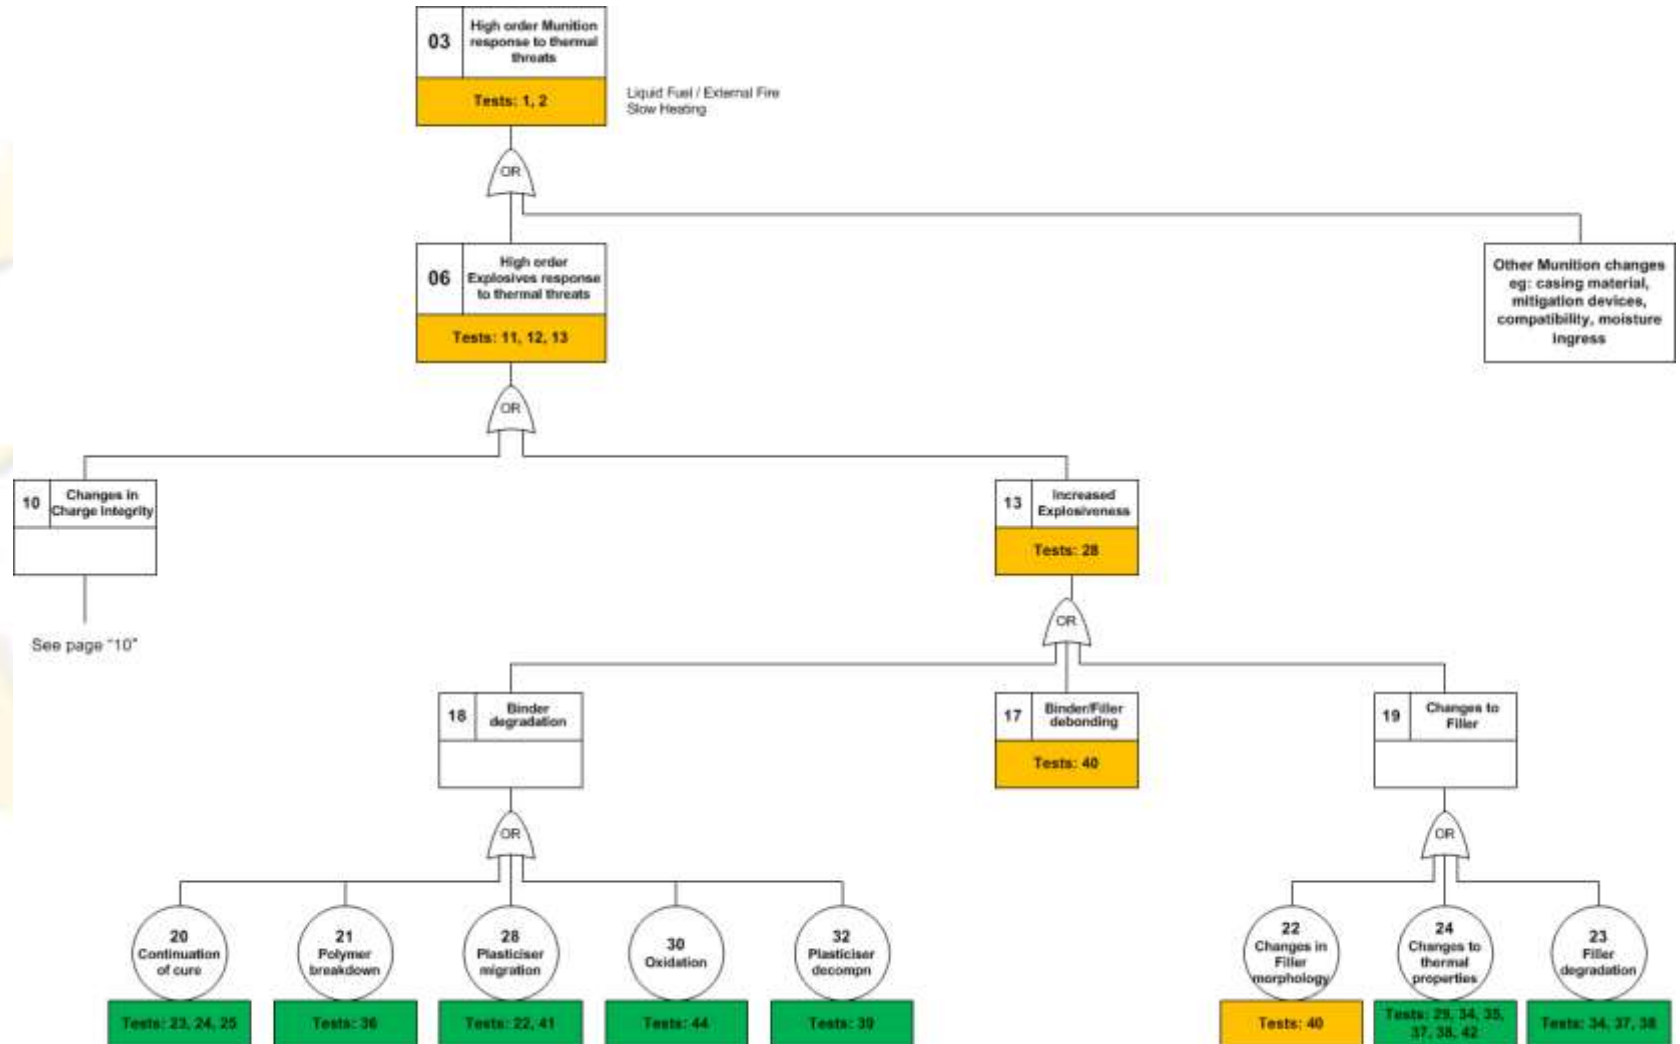 03
High order Munition
response to thermal
threats
Tests: 1, 2
Liquid Fuel / External Fire
Slow Heating
OR
06
High order
Explosives response
to thermal threats
Tests: 11, 12, 13
Other Munition changes
eg: casing material,
mitigation devices,
compatibility, moisture
ingress
OR
10
Changes in
Charge Integrity
See page "10"
13
Increased
Explosiveness
Tests: 28
OR
18
Binder
degradation
17
Binder/Filler
debonding
Tests: 40
19
Changes to
Filler
OR
OR
20
Continuation
of cure
Tests: 23, 24, 25
21
Polymer
breakdown
Tests: 36
28
Plasticiser
migration
Tests: 22, 41
30
Oxidation
Tests: 44
32
Plasticiser
decompn
Tests: 39
22
Changes in
Filler
morphology
Tests: 40
24
Changes to
thermal
properties
Tests: 29, 34, 35,
37, 38, 42
23
Filler
degradation
Tests: 34, 37, 38